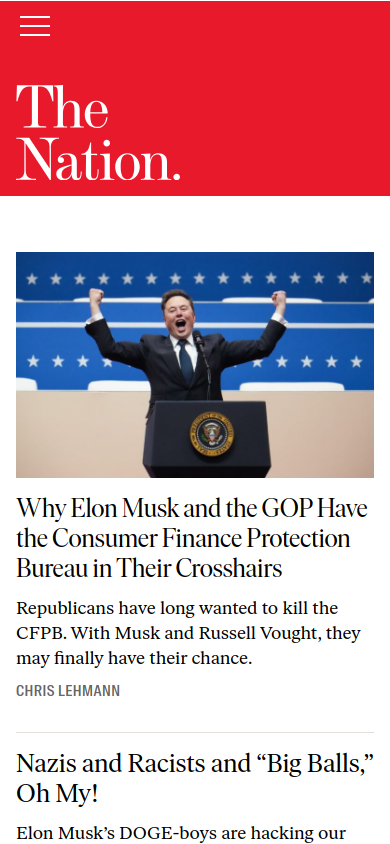 The
Nation.
Why Elon Musk and the GOP Have
the Consumer Finance Protection
Bureau in Their Crosshairs
Republicans have long wanted to kill the
CFPB. With Musk and Russell Vought, they
may finally have their chance.
CHRIS LEHMANN
Nazis and Racists and “Big Balls,”
Oh My!
Elon Musk’s DOGE-boys are hacking our